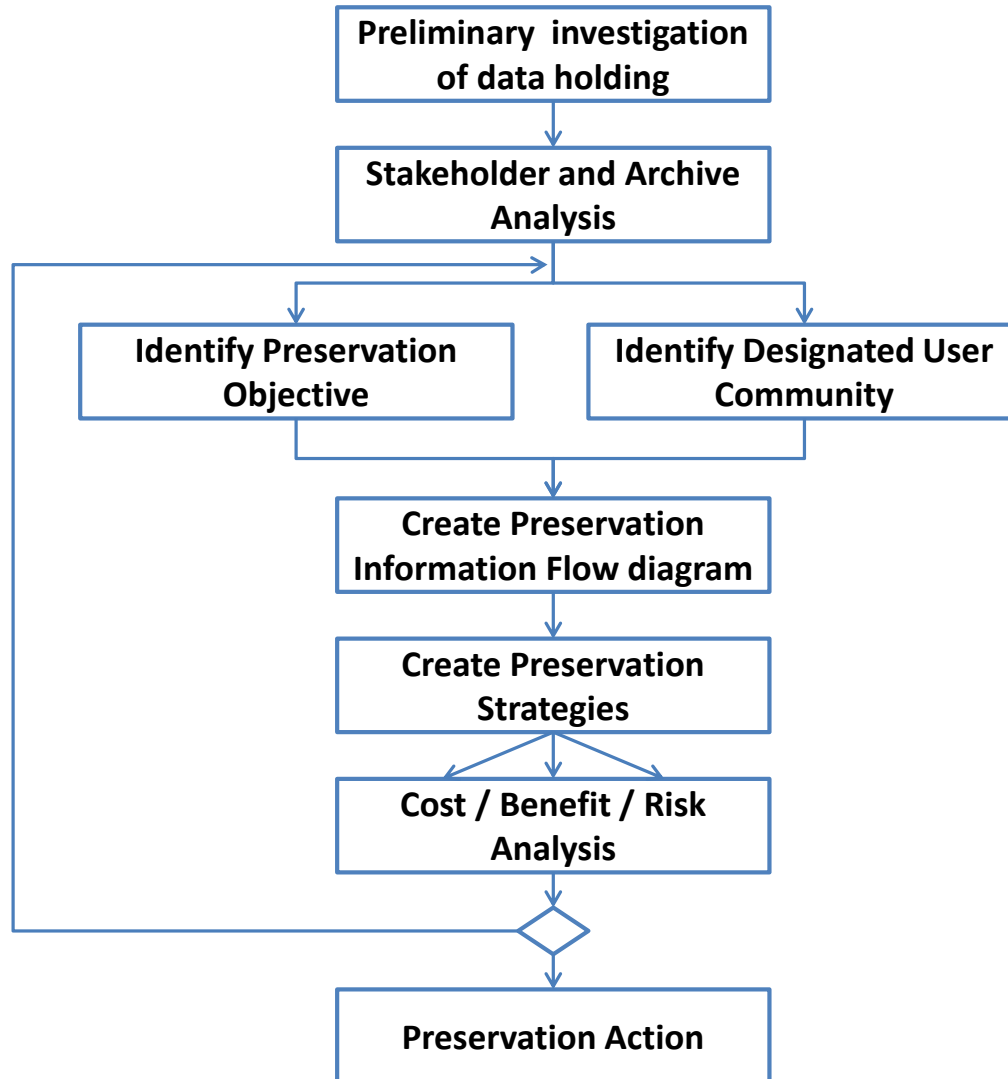 Preliminary  investigation
of data holding
Stakeholder and Archive
Analysis
Identify Preservation
Objective
Identify Designated User
Community
Create Preservation
Information Flow diagram
Create Preservation
Strategies
Cost / Benefit / Risk
Analysis
Preservation Action